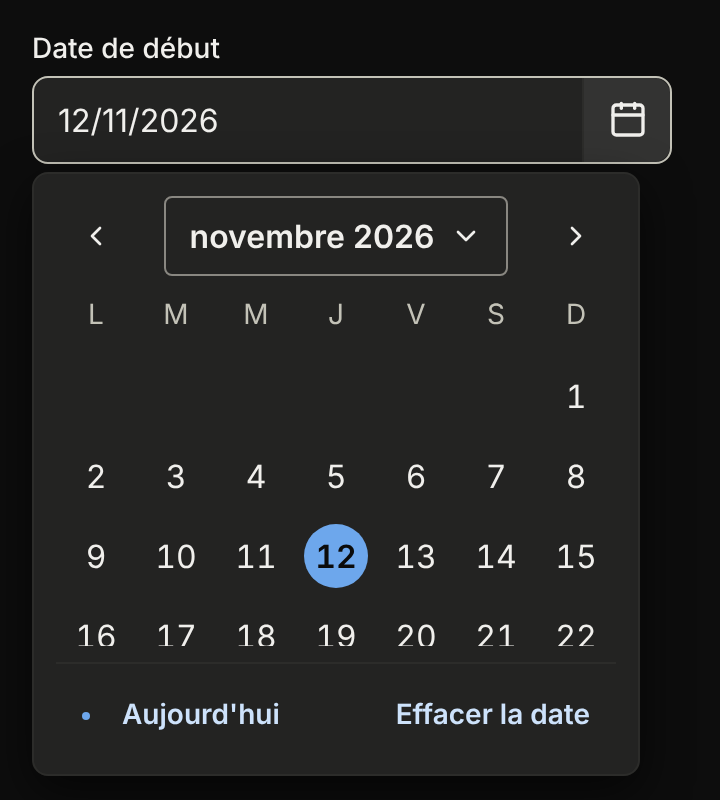 Date de début
12/11/2026
novembre 2026
L M M J V S D
1
2 3 4 5 6 7 8
9 10 11 12 13 14 15
16 17 18 19 20 21 22
Aujourd'hui Effacer la date